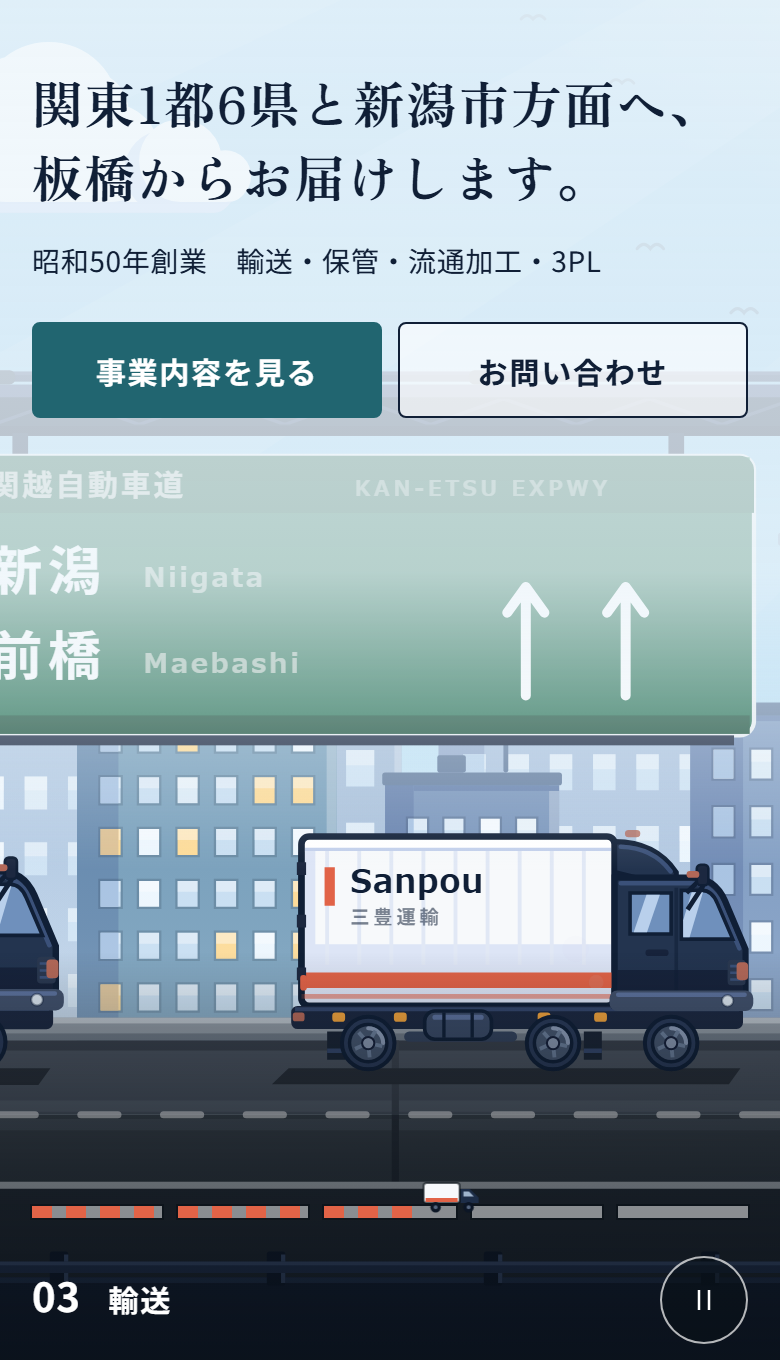 関東1都6県と新潟市方面へ、
板橋からお届けします。
昭和50年創業　輸送・保管・流通加工・3PL
事業内容を見る
お問い合わせ
関越自動車道 KAN-ETSU EXPWY
新潟 Niigata
前橋 Maebashi
Sanpou
三豊運輸
03 輸送